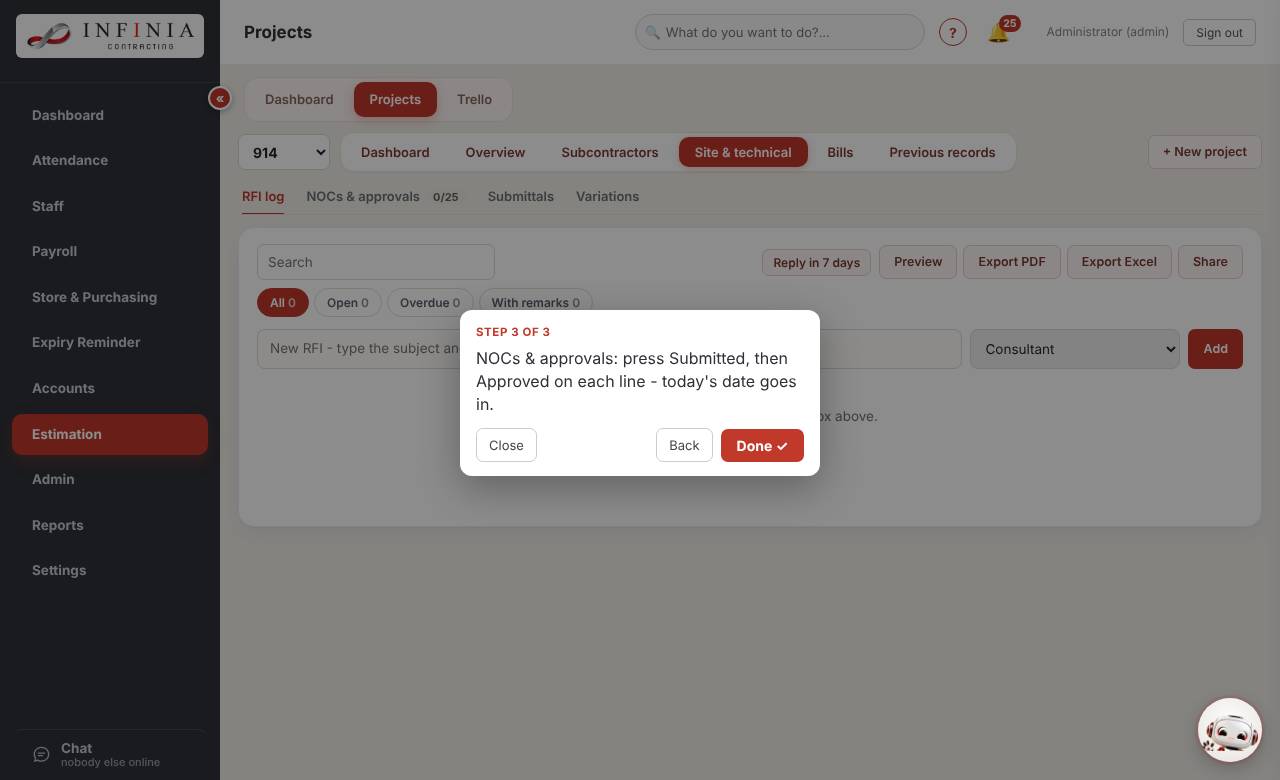 INFINIA
CONTRACTING
Projects
What do you want to do?...
?
25
Administrator (admin)
Sign out
«
Dashboard
Attendance
Staff
Payroll
Store & Purchasing
Expiry Reminder
Accounts
Estimation
Admin
Reports
Settings
Chat
nobody else online
Dashboard
Projects
Trello
914
Dashboard
Overview
Subcontractors
Site & technical
Bills
Previous records
+ New project
RFI log
NOCs & approvals 0/25
Submittals
Variations
Search
Reply in 7 days
Preview
Export PDF
Export Excel
Share
All 0
Open 0
Overdue 0
With remarks 0
New RFI - type the subject an
Consultant
Add
above.
STEP 3 OF 3
NOCs & approvals: press Submitted, then
Approved on each line - today's date goes
in.
Close
Back
Done ✓